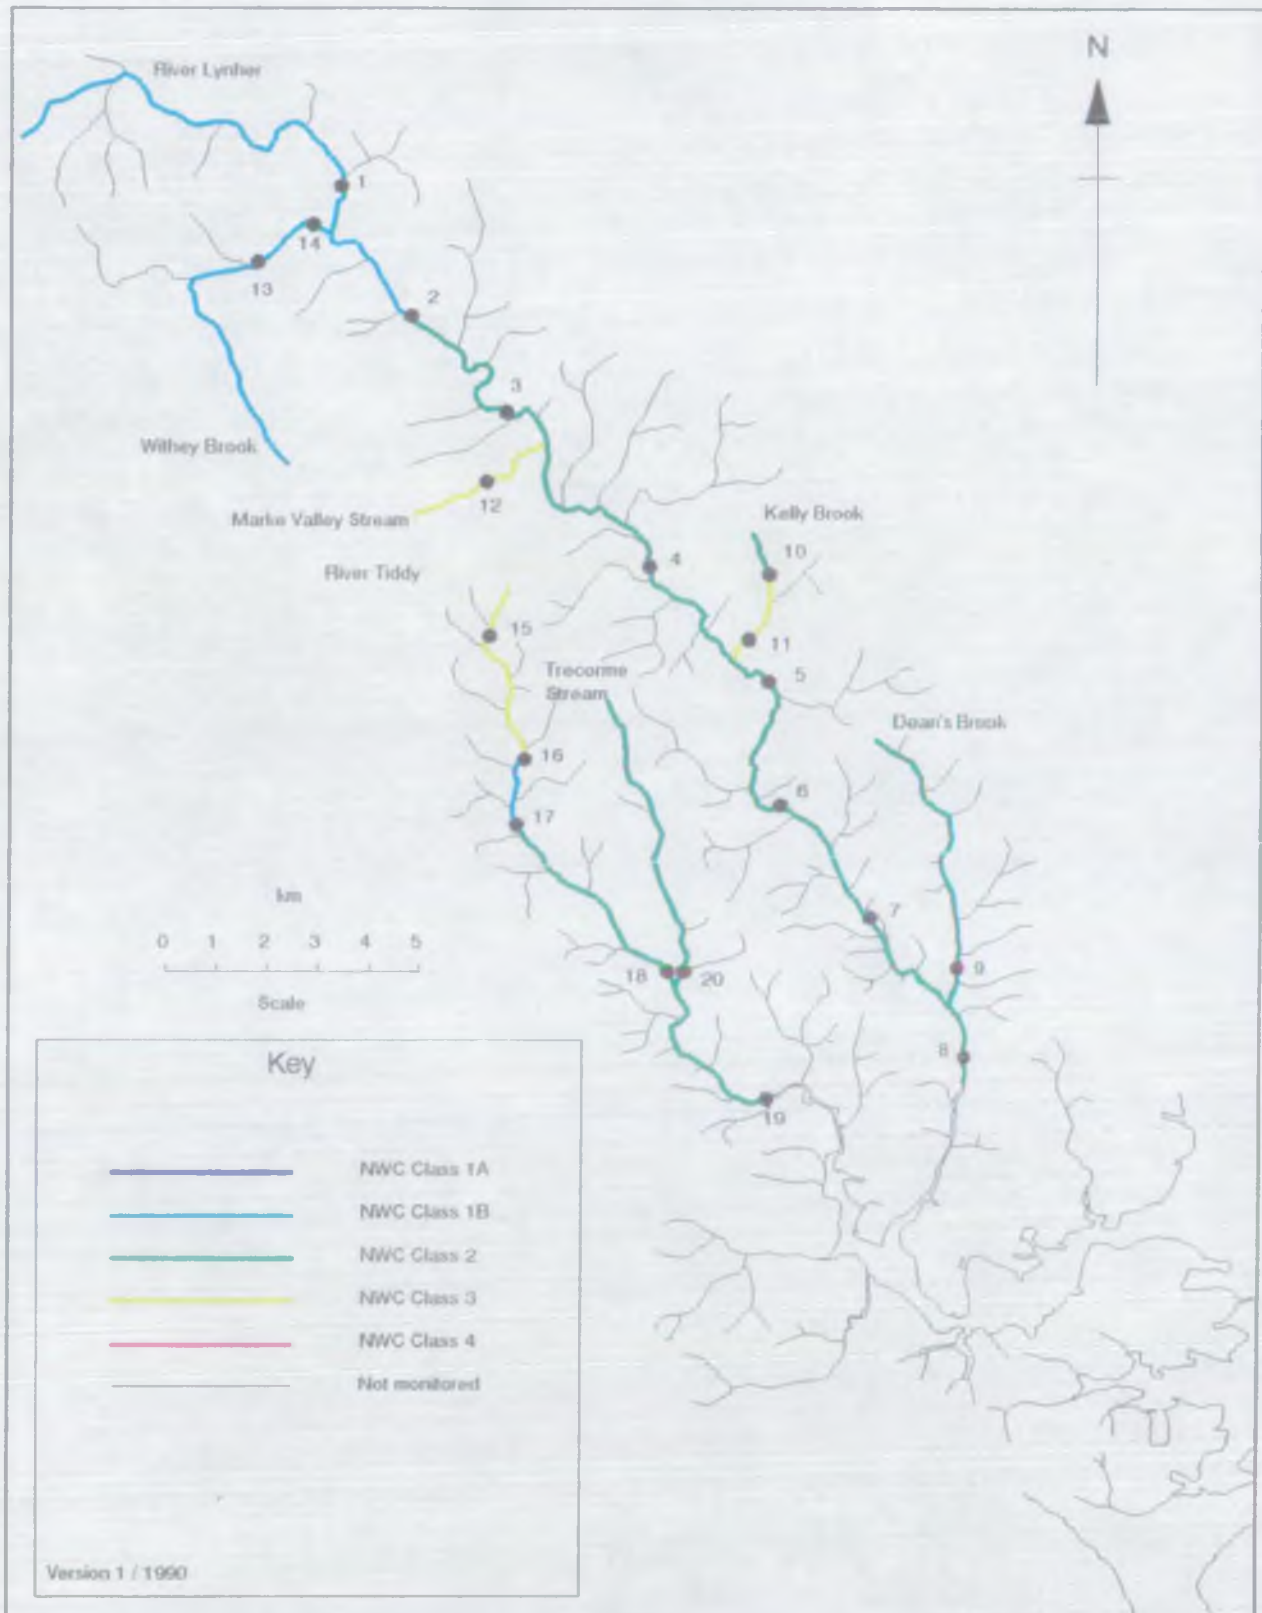 River Lynher
N
1
14
13
2
3
Withey Brook
12
Marke Valley Stream
Kelly Brook
10
4
River Tiddy
15
11
Trecorme
Stream
5
Dean's Brook
16
6
17
7
km
0 1 2 3 4 5
18
20
9
Scale
8
19
Key
NWC Class 1A
NWC Class 1B
NWC Class 2
NWC Class 3
NWC Class 4
Not monitored
Version 1 / 1990